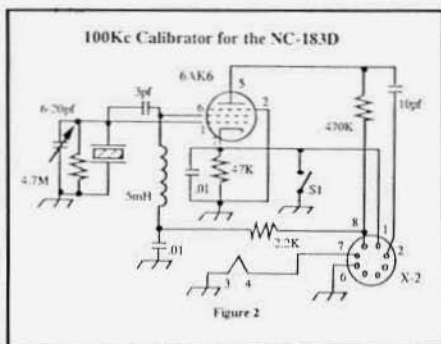 100Kc Calibrator for the NC-183D
6AK6
5
3pf
6
2
1
6-20pf
10pf
470K
4.7M
5mH
.01
47K
S1
8
1
.01
2.2K
7
2
X-2
6
3
4
Figure 2